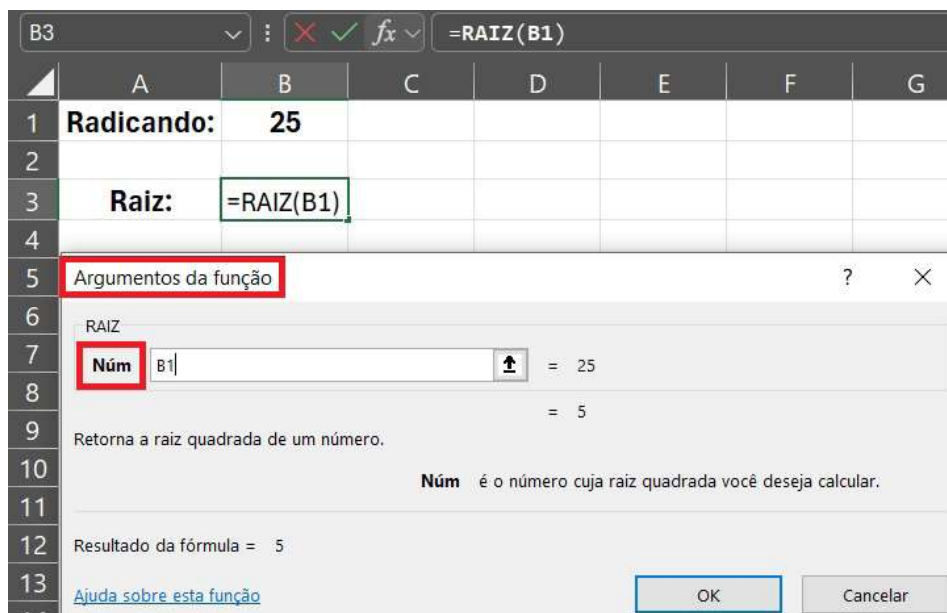 B3 fx =RAIZ(B1)
A B C D E F G
1 Radicando: 25
2
3 Raiz: =RAIZ(B1)
4
5 Argumentos da função ? X
6 RAIZ
7 Núm B1 = 25
8
= 5
9 Retorna a raiz quadrada de um número.
10 Núm é o número cuja raiz quadrada você deseja calcular.
11
12 Resultado da fórmula = 5
13 Ajuda sobre esta função OK Cancelar